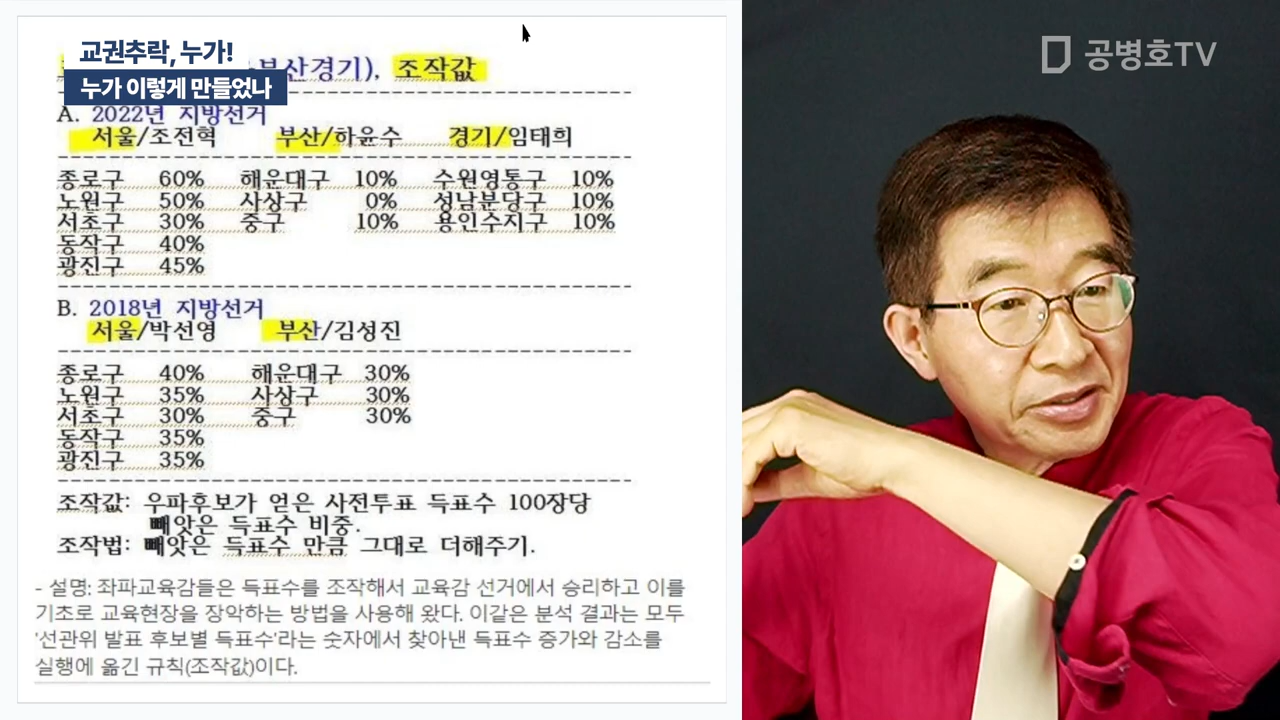 교권추락, 누가!
누가 이렇게 만들었나
부산경기), 조작값
A. 2022년 지방선거
서울/조전혁 부산/하윤수 경기/임태희
종로구 60% 해운대구 10% 수원영통구 10%
노원구 50% 사상구 0% 성남분당구 10%
서초구 30% 중구 10% 용인수지구 10%
동작구 40%
광진구 45%
B. 2018년 지방선거
서울/박선영 부산/김성진
종로구 40% 해운대구 30%
노원구 35% 사상구 30%
서초구 30% 중구 30%
동작구 35%
광진구 35%
조작값: 우파후보가 얻은 사전투표 득표수 100장당
빼앗은 득표수 비중.
조작법: 빼앗은 득표수 만큼 그대로 더해주기.
- 설명: 좌파교육감들은 득표수를 조작해서 교육감 선거에서 승리하고 이를
기초로 교육현장을 장악하는 방법을 사용해 왔다. 이같은 분석 결과는 모두
'선관위 발표 후보별 득표수'라는 숫자에서 찾아낸 득표수 증가와 감소를
실행에 옮긴 규칙(조작값)이다.
공병호TV